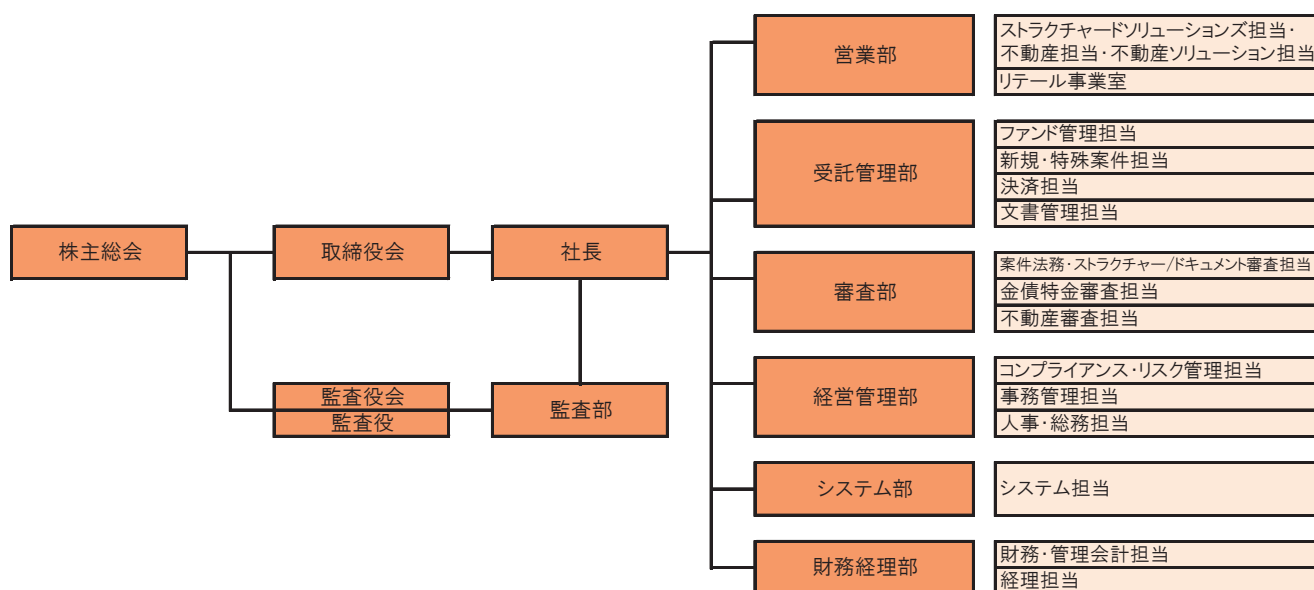 株主総会
取締役会
社長
監査役会
監査役
監査部
営業部
ストラクチャードソリューションズ担当・
不動産担当・不動産ソリューション担当
リテール事業室
受託管理部
ファンド管理担当
新規・特殊案件担当
決済担当
文書管理担当
審査部
案件法務・ストラクチャー/ドキュメント審査担当
金債特金審査担当
不動産審査担当
経営管理部
コンプライアンス・リスク管理担当
事務管理担当
人事・総務担当
システム部
システム担当
財務経理部
財務・管理会計担当
経理担当